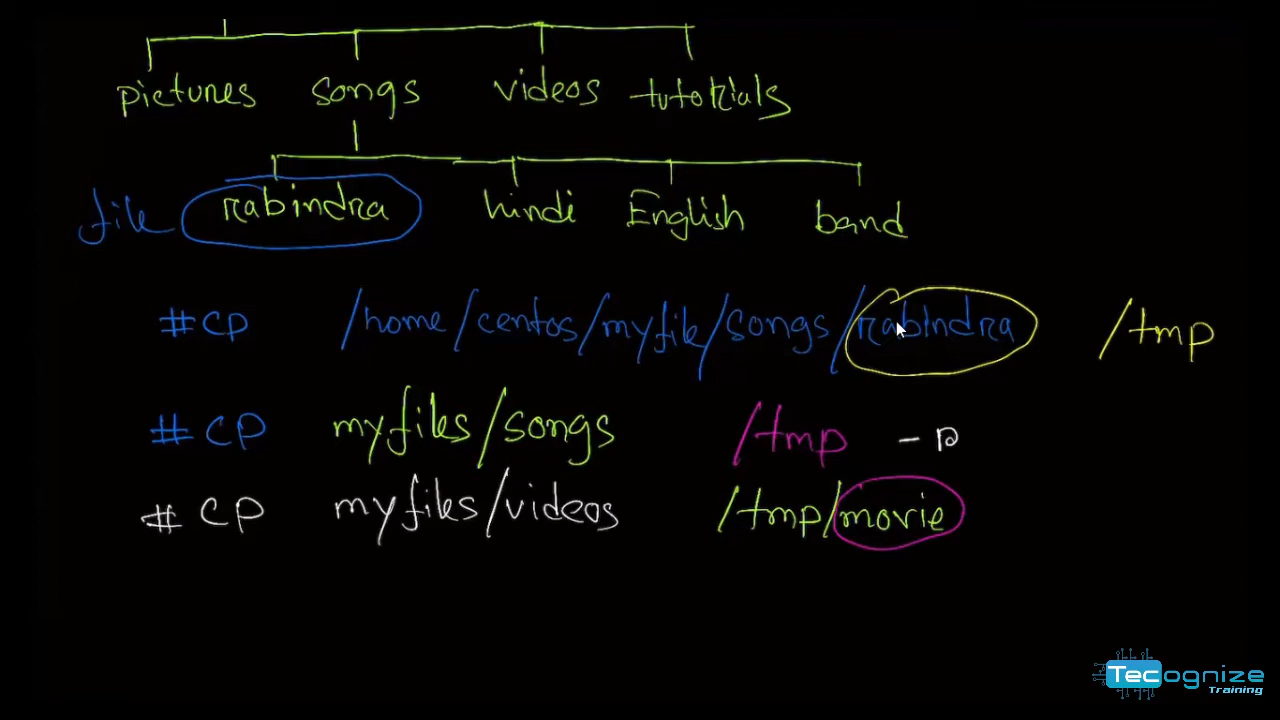 pictures songs videos tutorials
file rabindra hindi English band
#cp /home/centos/myfile/songs/rabindra /tmp
#cp myfiles/songs /tmp -p
#cp myfiles/videos /tmp/movie
Tecognize
Training